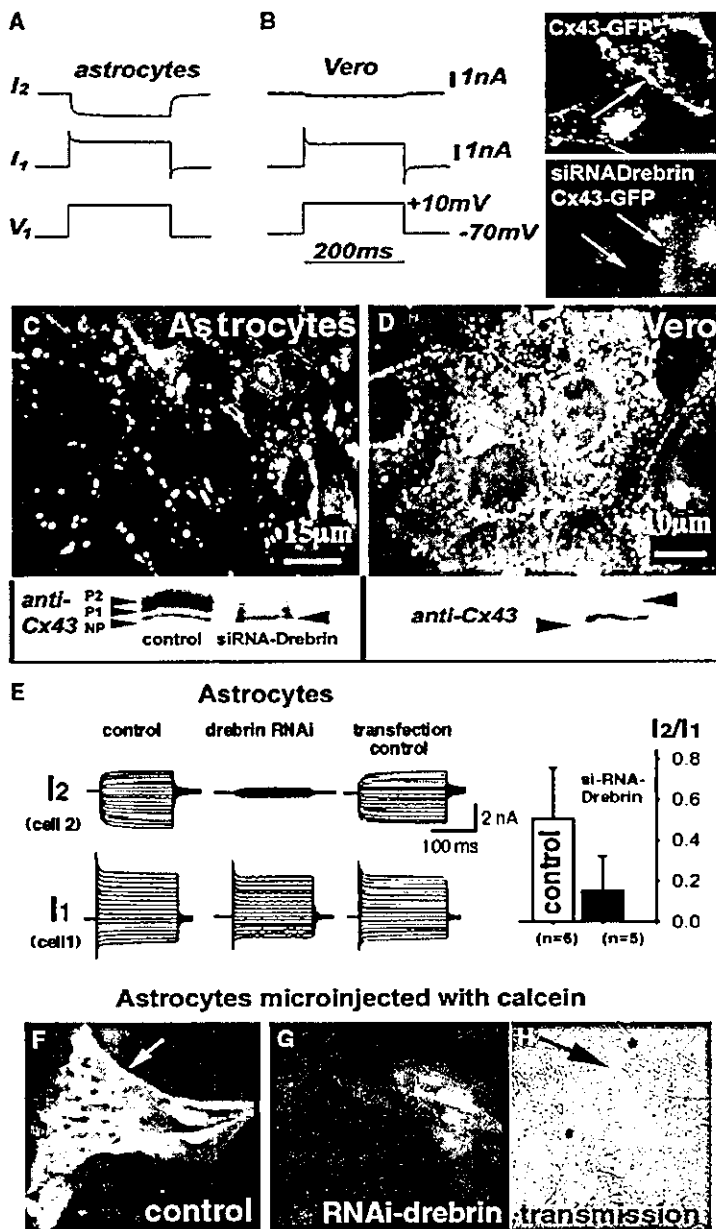 A
B
astrocytes
Vero
I2
1nA
I1
1nA
V1
+10mV
-70mV
200ms
Cx43-GFP
siRNADrebrin
Cx43-GFP
C
Astrocytes
15µm
D
Vero
10µm
anti-
Cx43
P2
P1
NP
control
siRNA-Drebrin
anti-Cx43
E
Astrocytes
control
drebrin RNAi
transfection
control
I2
(cell 2)
2 nA
100 ms
I1
(cell1)
I2/I1
0.8
0.6
0.4
0.2
0.0
si-RNA-
Drebrin
control
(n=6)
(n=5)
Astrocytes microinjected with calcein
F
control
G
RNAi-drebrin
H
*
*
transmission